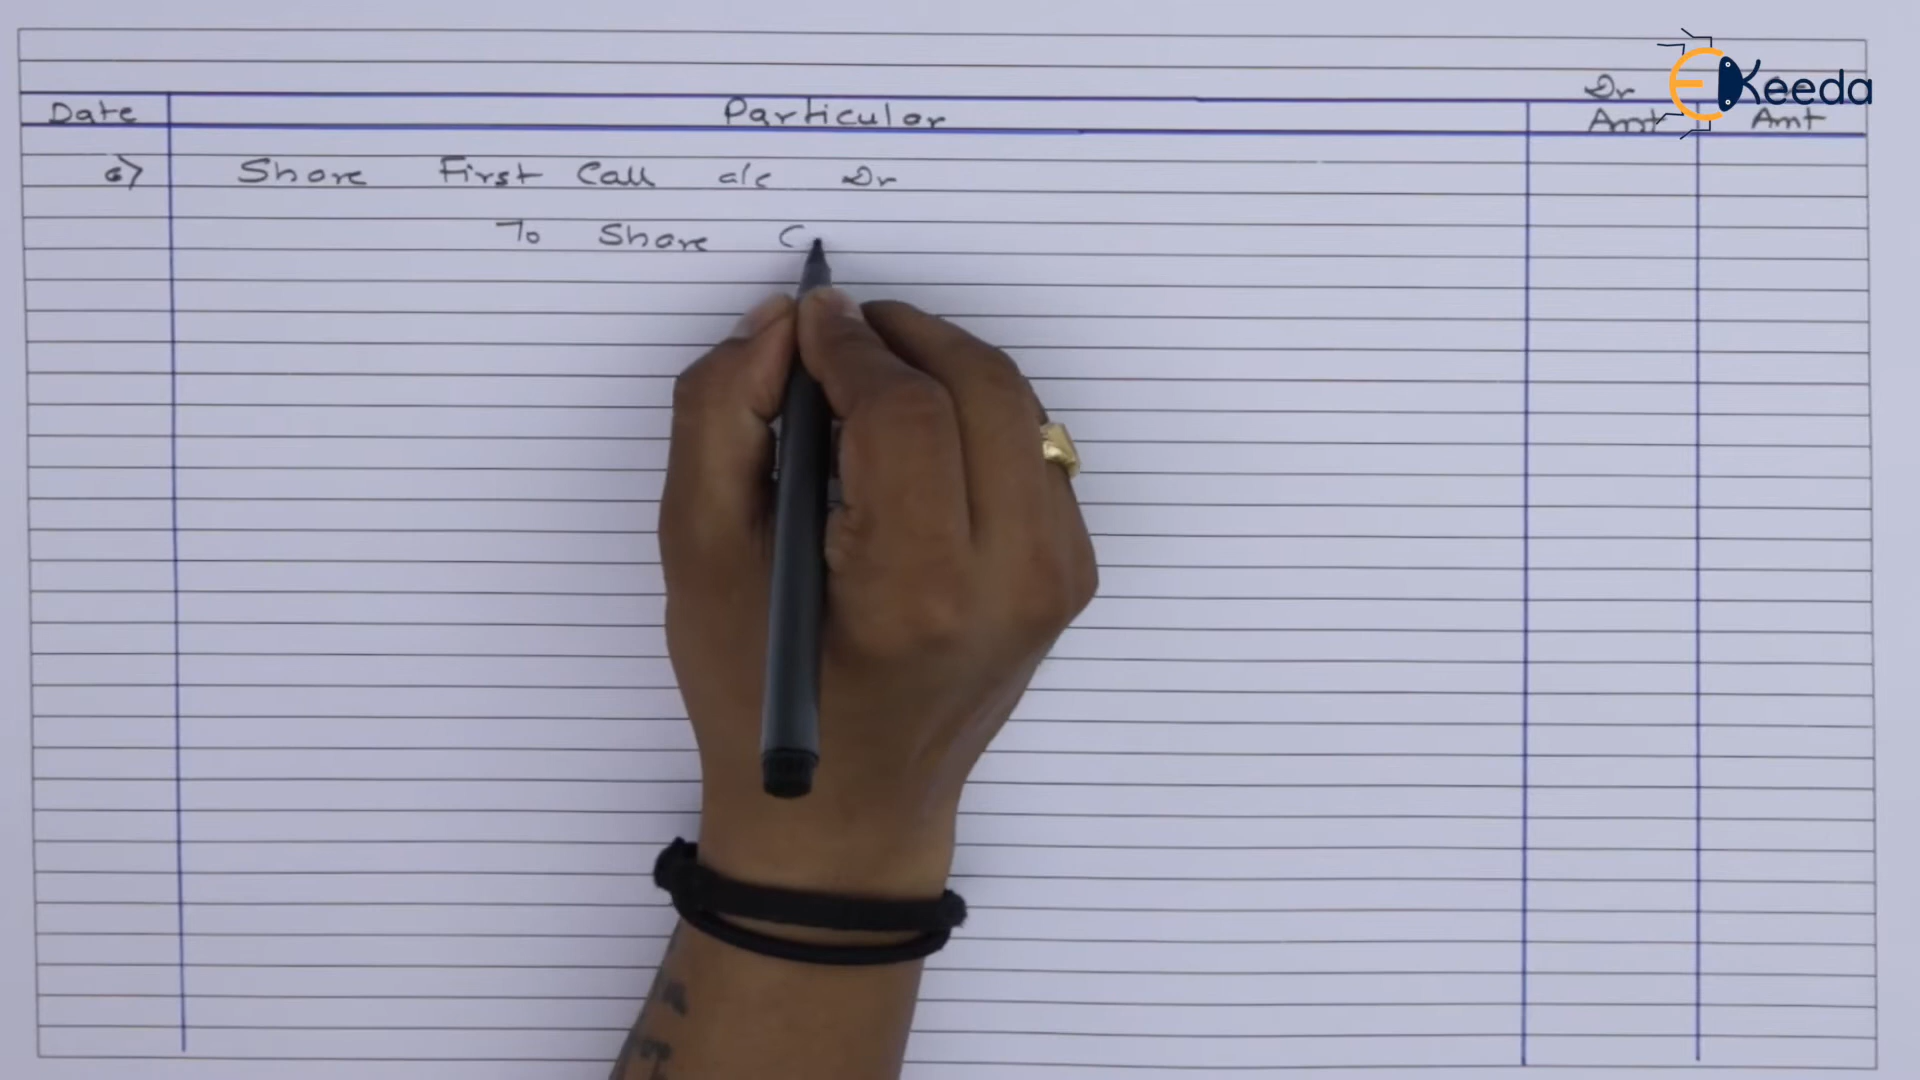 EKeeda
Dr
Date Particular Amt Amt
6) Share First Call a/c Dr
To Share C